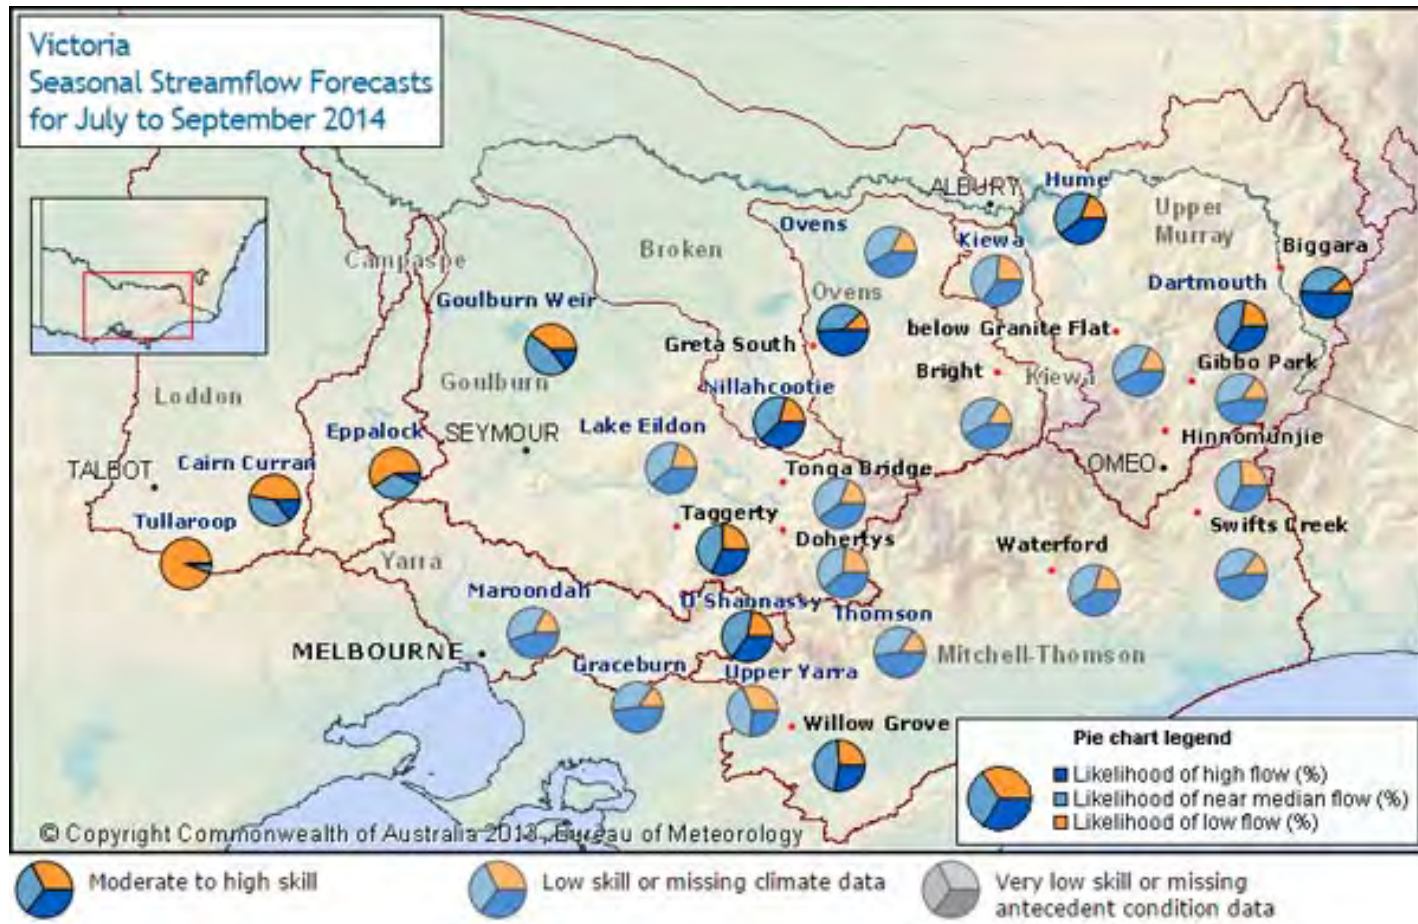 Victoria
Seasonal Streamflow Forecasts
for July to September 2014
ALBURY
Hume
Upper
Murray
Ovens
Broken
Kiewa
Biggara
Campaspe
Dartmouth
Ovens
Goulburn Weir
below Granite Flat
Greta South
Gibbo Park
Bright
Kiewa
Goulburn
Nillahcootie
Loddon
Eppalock
SEYMOUR
Lake Eildon
Hinnomunjie
TALBOT
Cairn Curran
Tonga Bridge
OMEO
Tullaroop
Taggerty
Swifts Creek
Dohertys
Waterford
Yarra
Maroondah
O'Shannassy
Thomson
MELBOURNE
Graceburn
Upper Yarra
Mitchell-Thomson
Willow Grove
Pie chart legend
Likelihood of high flow (%)
Likelihood of near median flow (%)
Likelihood of low flow (%)
© Copyright Commonwealth of Australia 2013, Bureau of Meteorology
Moderate to high skill
Low skill or missing climate data
Very low skill or missing
antecedent condition data